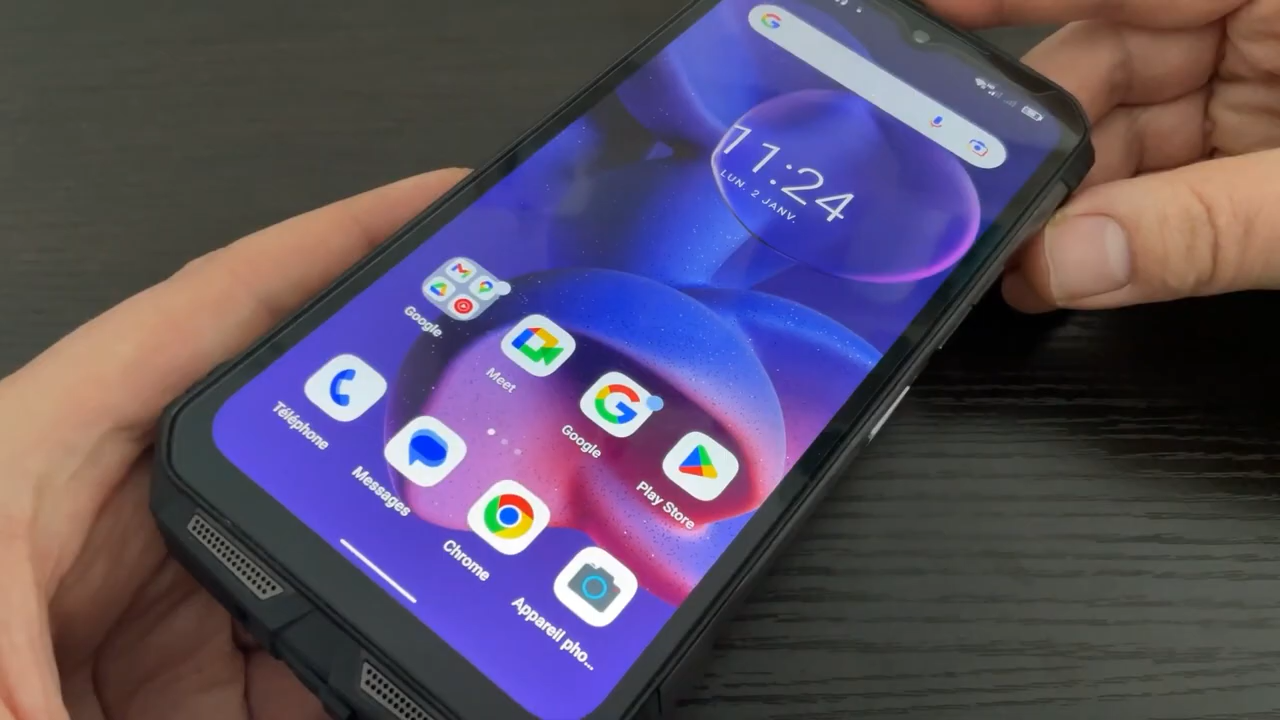 11:24
LUN. 2 JANV.
Google
Meet
Google
Play Store
Téléphone
Messages
Chrome
Appareil pho...